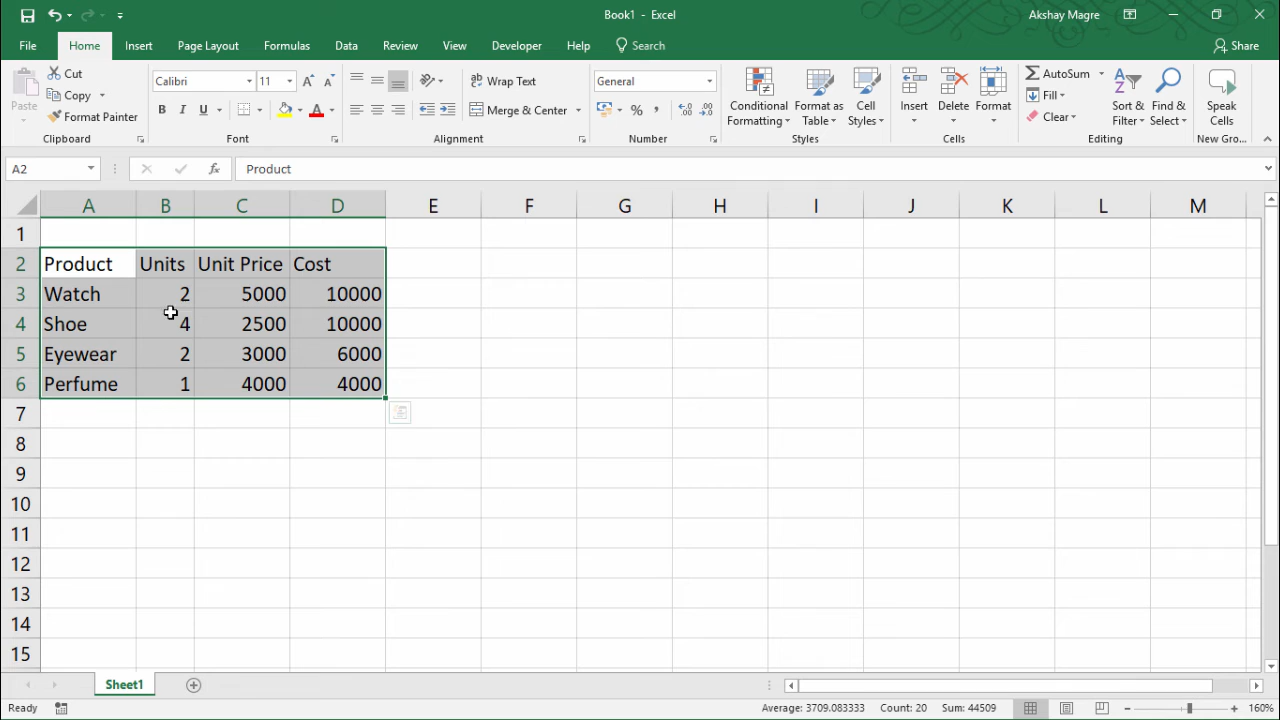 Book1 - Excel
Akshay Magre
File Home Insert Page Layout Formulas Data Review View Developer Help Search Share
Paste
Cut
Copy
Format Painter
Clipboard
Calibri 11
B I U A
Font
Wrap Text
Merge & Center
Alignment
General
% ,
Number
Conditional Formatting
Format as Table
Cell Styles
Styles
Insert
Delete
Format
Cells
AutoSum
Fill
Clear
Sort & Filter
Find & Select
Editing
Speak Cells
New Gro...
A2 fx Product
A B C D E F G H I J K L M
1
2 Product Units Unit Price Cost
3 Watch 2 5000 10000
4 Shoe 4 2500 10000
5 Eyewear 2 3000 6000
6 Perfume 1 4000 4000
7
8
9
10
11
12
13
14
15
Sheet1
Ready Average: 3709.083333 Count: 20 Sum: 44509 160%